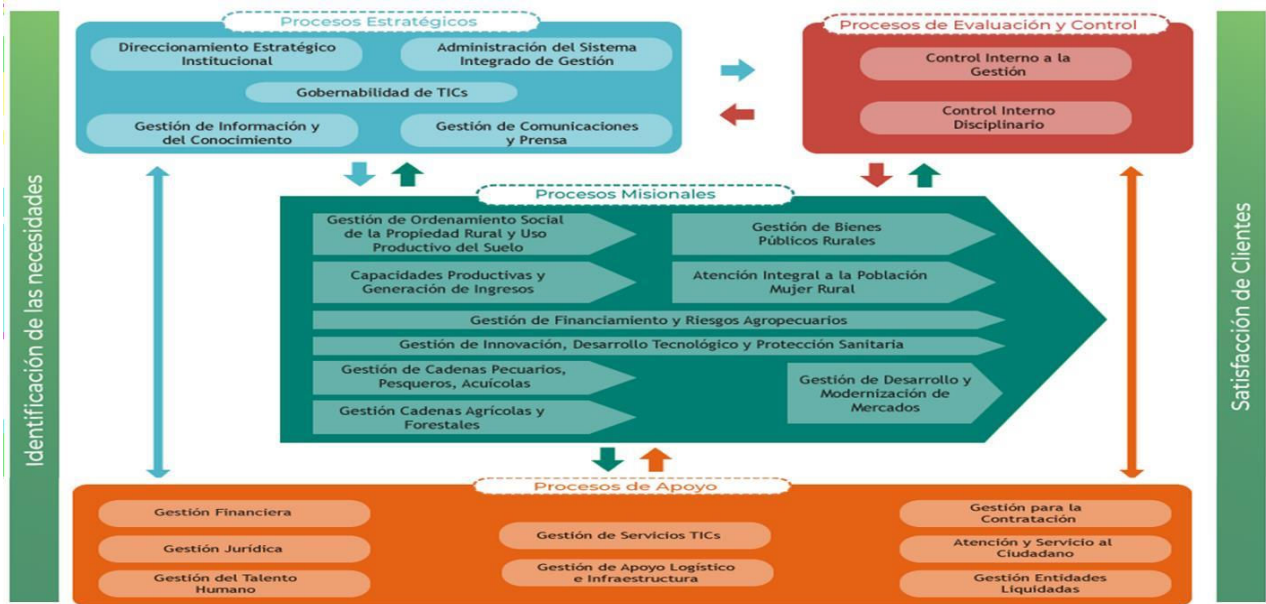 Procesos Estratégicos
Direccionamiento Estratégico
Institucional
Administración del Sistema
Integrado de Gestión
Gobernabilidad de TICs
Gestión de Información y
del Conocimiento
Gestión de Comunicaciones
y Prensa
Procesos de Evaluación y Control
Control Interno a la
Gestión
Control Interno
Disciplinario
Identificación de las necesidades
Procesos Misionales
Gestión de Ordenamiento Social
de la Propiedad Rural y Uso
Productivo del Suelo
Gestión de Bienes
Públicos Rurales
Capacidades Productivas y
Generación de Ingresos
Atención Integral a la Población
Mujer Rural
Gestión de Financiamiento y Riesgos Agropecuarios
Gestión de Innovación, Desarrollo Tecnológico y Protección Sanitaria
Gestión de Cadenas Pecuarios,
Pesqueros, Acuícolas
Gestión de Desarrollo y
Modernización de
Mercados
Gestión Cadenas Agrícolas y
Forestales
Satisfacción de Clientes
Procesos de Apoyo
Gestión Financiera
Gestión Jurídica
Gestión del Talento
Humano
Gestión de Servicios TICs
Gestión de Apoyo Logístico
e Infraestructura
Gestión para la
Contratación
Atención y Servicio al
Ciudadano
Gestión Entidades
Liquidadas